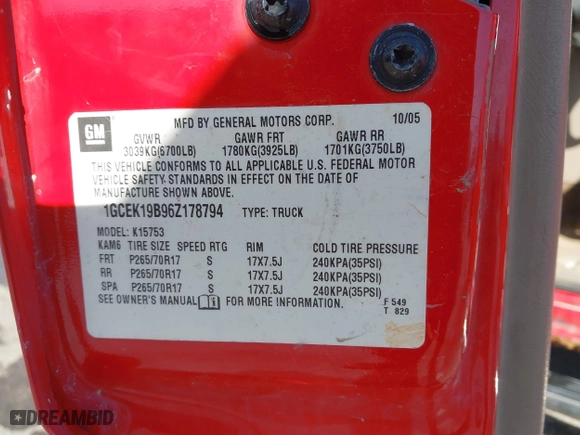 GM
MFD BY GENERAL MOTORS CORP. 10/05
GVWR GAWR FRT GAWR RR
3039KG(6700LB) 1780KG(3925LB) 1701KG(3750LB)
THIS VEHICLE CONFORMS TO ALL APPLICABLE U.S. FEDERAL MOTOR
VEHICLE SAFETY STANDARDS IN EFFECT ON THE DATE OF
MANUFACTURE SHOWN ABOVE.
1GCEK19B96Z178794 TYPE: TRUCK
MODEL: K15753
KAM6 TIRE SIZE SPEED RTG RIM COLD TIRE PRESSURE
FRT P265/70R17 S 17X7.5J 240KPA(35PSI)
RR P265/70R17 S 17X7.5J 240KPA(35PSI)
SPA P265/70R17 S 17X7.5J 240KPA(35PSI)
SEE OWNER'S MANUAL FOR MORE INFORMATION.
F 549
T 829
DREAMBID